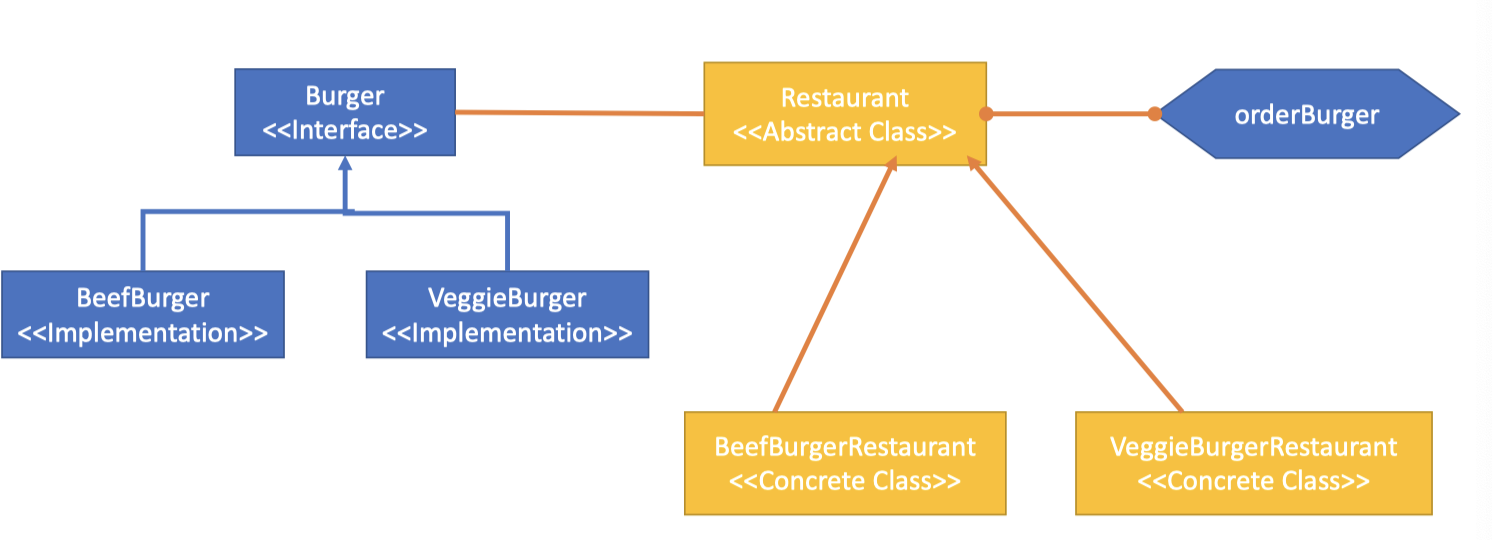 Burger
<<Interface>>
Restaurant
<<Abstract Class>>
orderBurger
BeefBurger
<<Implementation>>
VeggieBurger
<<Implementation>>
BeefBurgerRestaurant
<<Concrete Class>>
VeggieBurgerRestaurant
<<Concrete Class>>